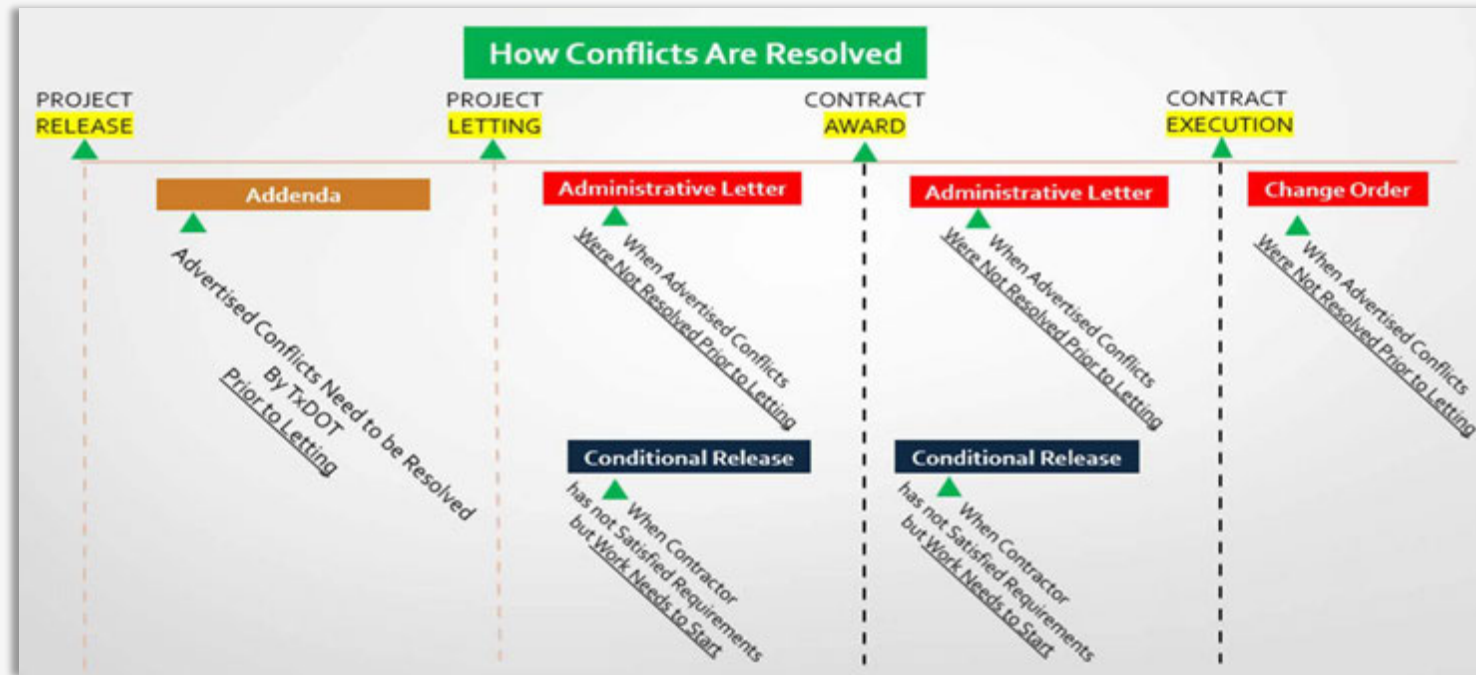 How Conflicts Are Resolved
PROJECT
RELEASE
PROJECT
LETTING
CONTRACT
AWARD
CONTRACT
EXECUTION
Addenda
Advertised Conflicts Need to be Resolved
By TxDOT
Prior to Letting
Administrative Letter
When Advertised Conflicts
Were Not Resolved Prior to Letting
Conditional Release
When Contractor
has not Satisfied Requirements
but Work Needs to Start
Administrative Letter
When Advertised Conflicts
Were Not Resolved Prior to Letting
Conditional Release
When Contractor
has not Satisfied Requirements
but Work Needs to Start
Change Order
When Advertised Conflicts
Were Not Resolved Prior to Letting